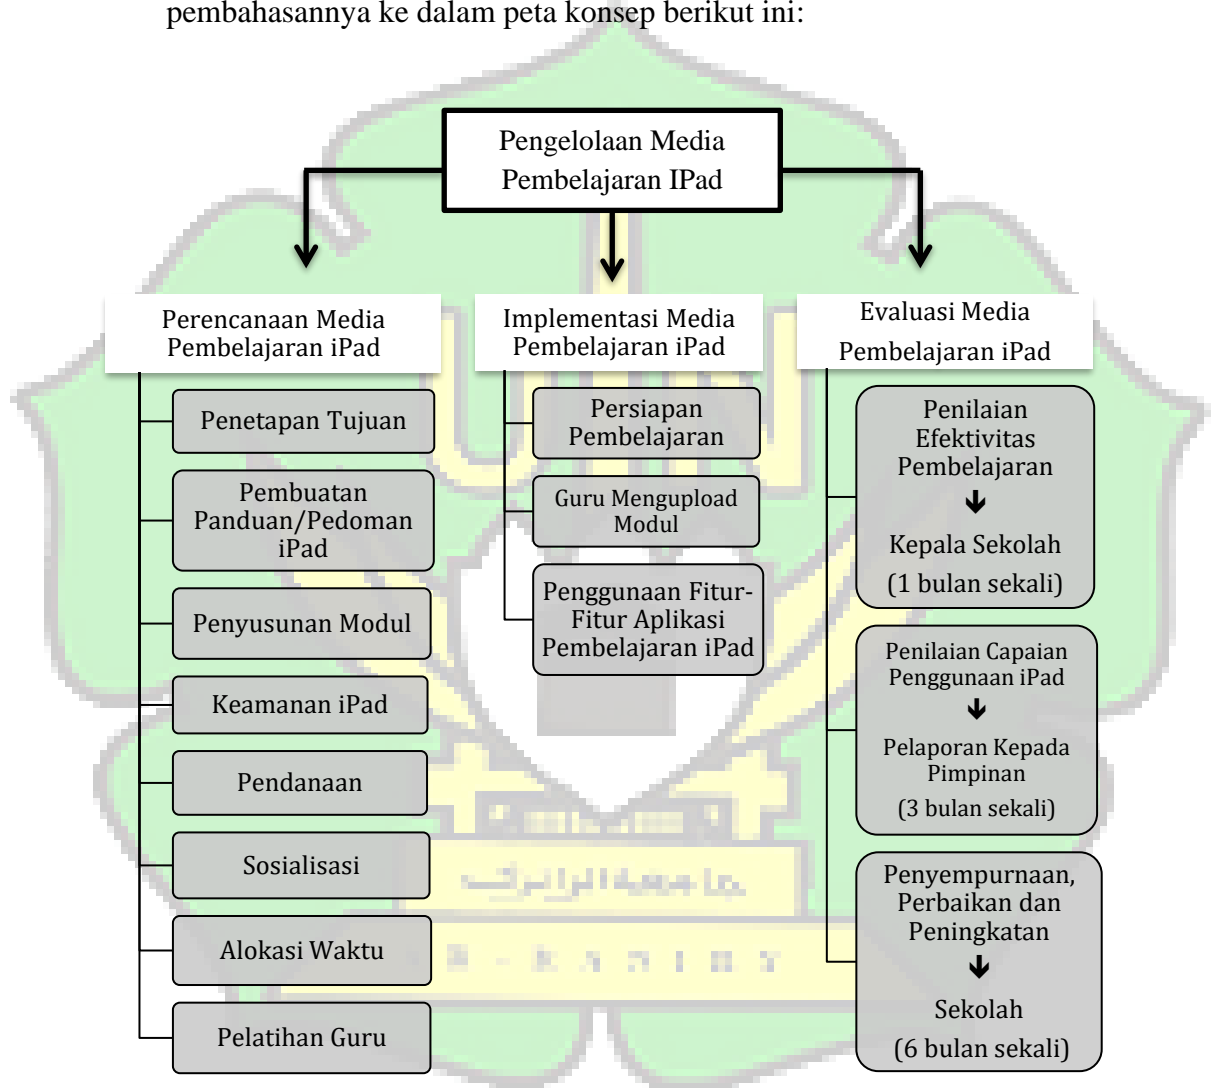 pembahasannya ke dalam peta konsep berikut ini:
Pengelolaan Media
Pembelajaran IPad
Perencanaan Media
Pembelajaran iPad
Penetapan Tujuan
Pembuatan
Panduan/Pedoman
iPad
Penyusunan Modul
Keamanan iPad
Pendanaan
Sosialisasi
Alokasi Waktu
Pelatihan Guru
Implementasi Media
Pembelajaran iPad
Persiapan
Pembelajaran
Guru Mengupload
Modul
Penggunaan Fitur-
Fitur Aplikasi
Pembelajaran iPad
Evaluasi Media
Pembelajaran iPad
Penilaian
Efektivitas
Pembelajaran
Kepala Sekolah
(1 bulan sekali)
Penilaian Capaian
Penggunaan iPad
Pelaporan Kepada
Pimpinan
(3 bulan sekali)
Penyempurnaan,
Perbaikan dan
Peningkatan
Sekolah
(6 bulan sekali)